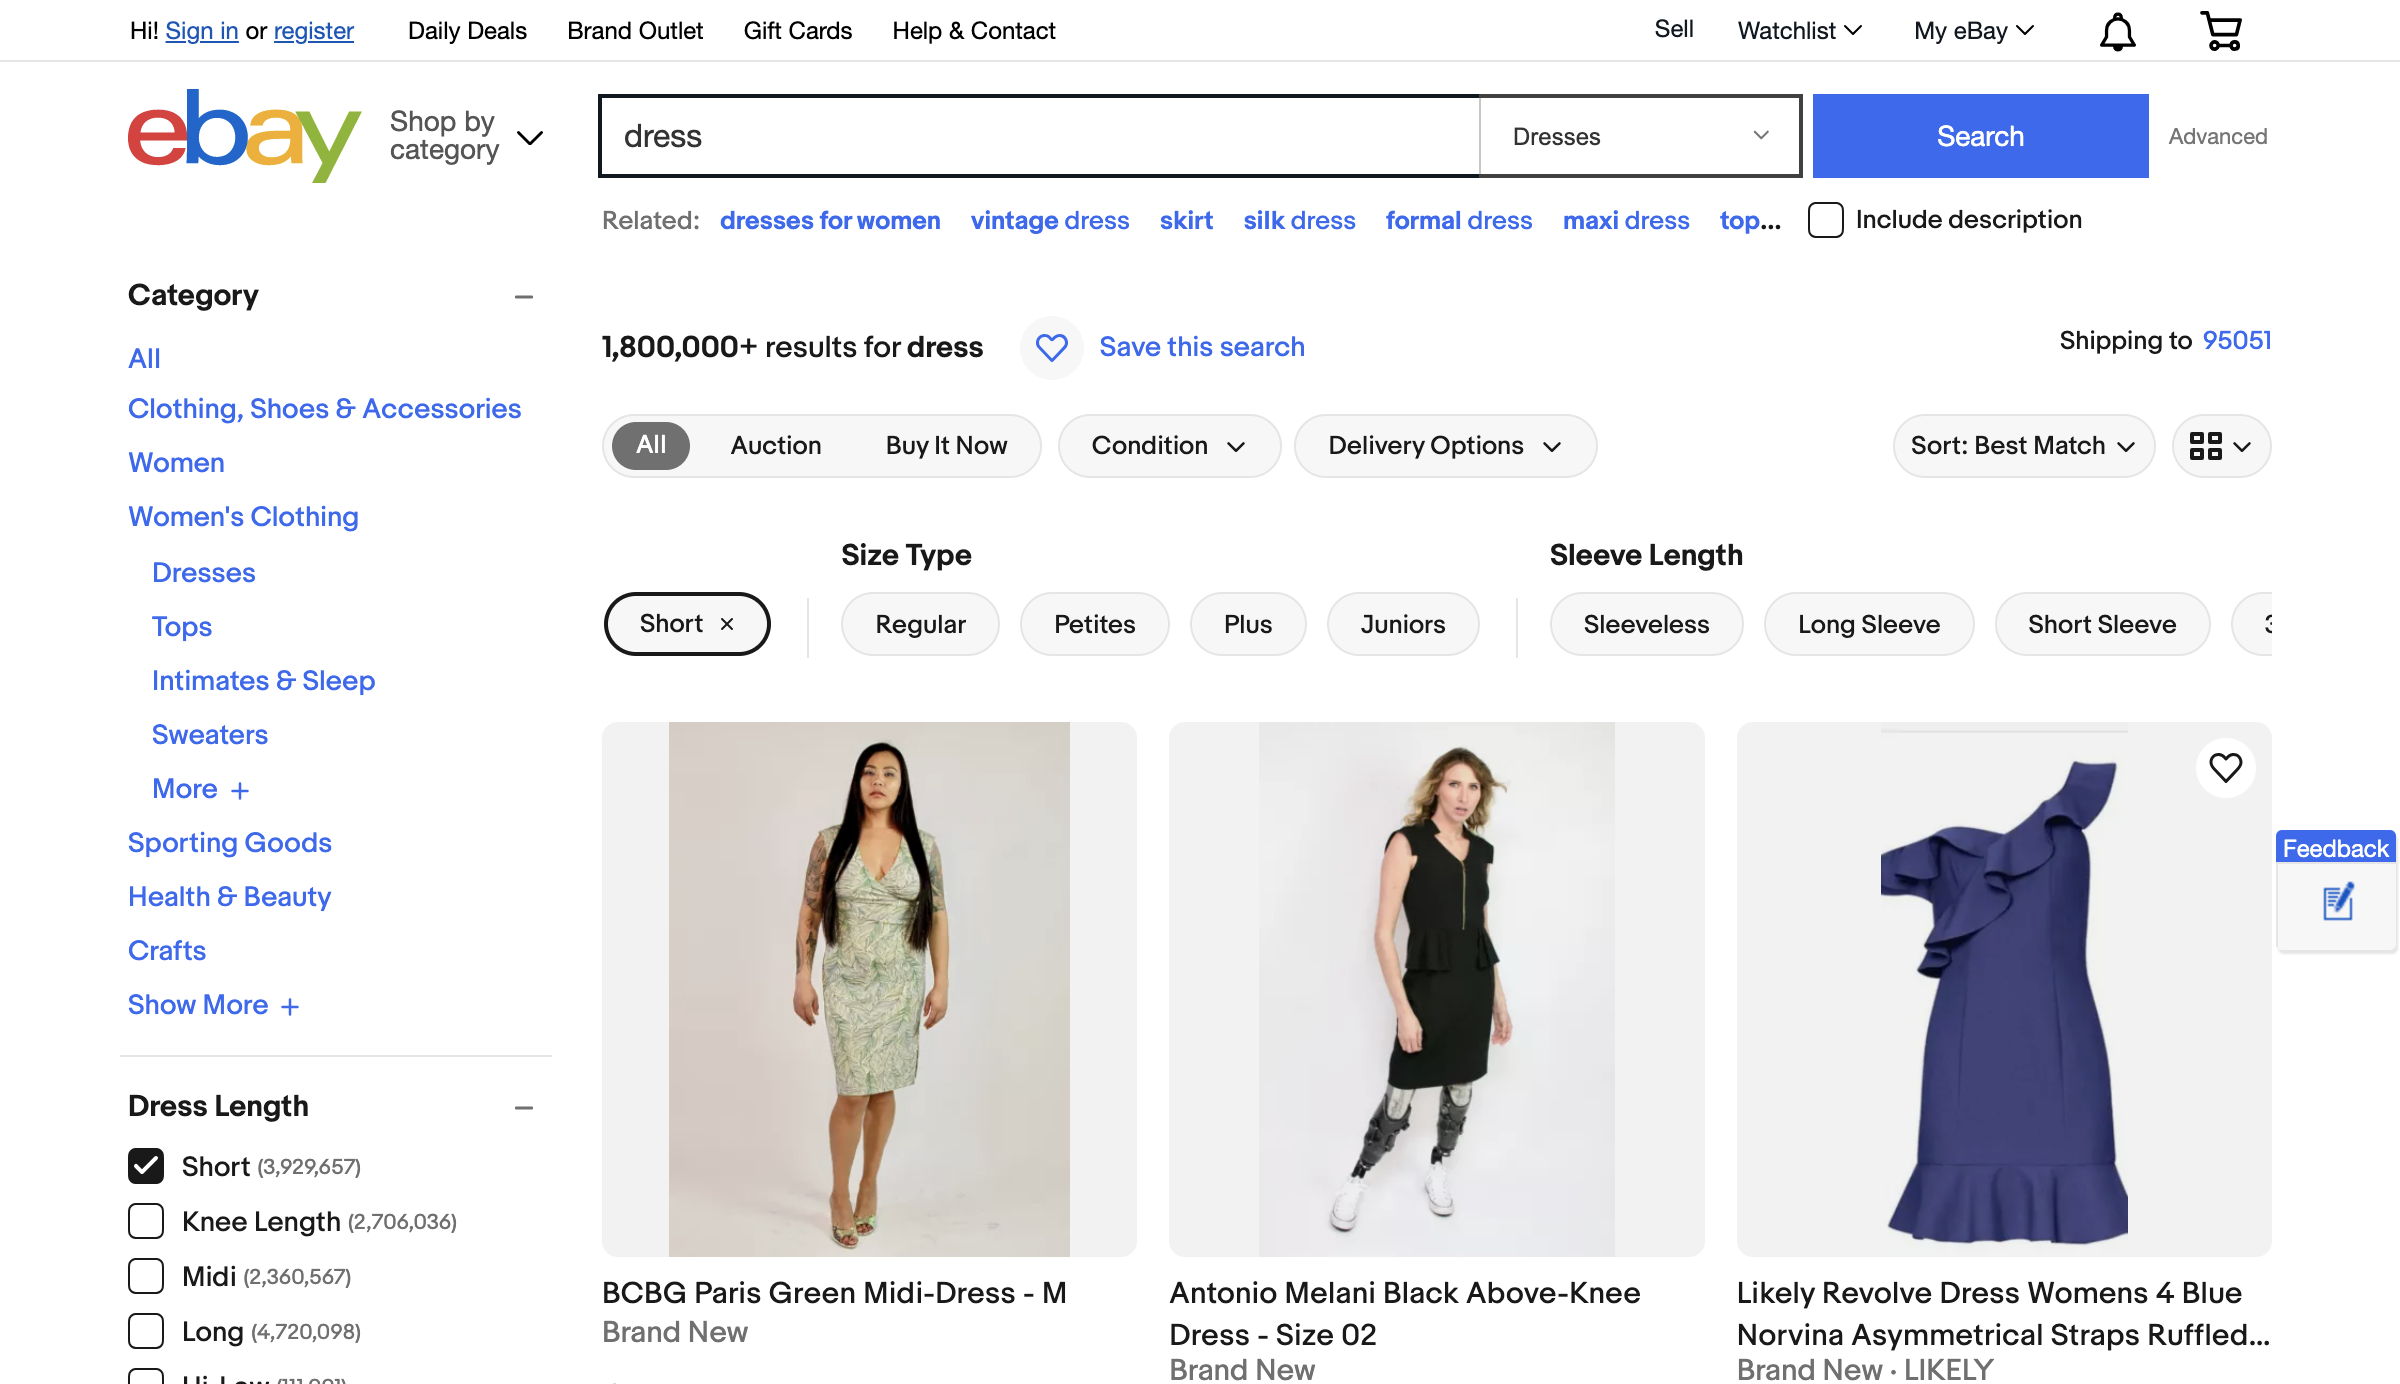 Hi! Sign in or register Daily Deals Brand Outlet Gift Cards Help & Contact Sell Watchlist My eBay
ebay Shop by category dress Dresses Search Advanced
Related: dresses for women vintage dress skirt silk dress formal dress maxi dress top... Include description
Category
All
Clothing, Shoes & Accessories
Women
Women's Clothing
Dresses
Tops
Intimates & Sleep
Sweaters
More +
Sporting Goods
Health & Beauty
Crafts
Show More +
Dress Length
Short (3,929,657)
Knee Length (2,706,036)
Midi (2,360,567)
Long (4,720,098)
1,800,000+ results for dress Save this search Shipping to 95051
All Auction Buy It Now Condition Delivery Options Sort: Best Match
Size Type Sleeve Length
Short × Regular Petites Plus Juniors Sleeveless Long Sleeve Short Sleeve
Feedback
BCBG Paris Green Midi-Dress - M
Brand New
Antonio Melani Black Above-Knee
Dress - Size 02
Brand New
Likely Revolve Dress Womens 4 Blue
Norvina Asymmetrical Straps Ruffled...
Brand New · LIKELY